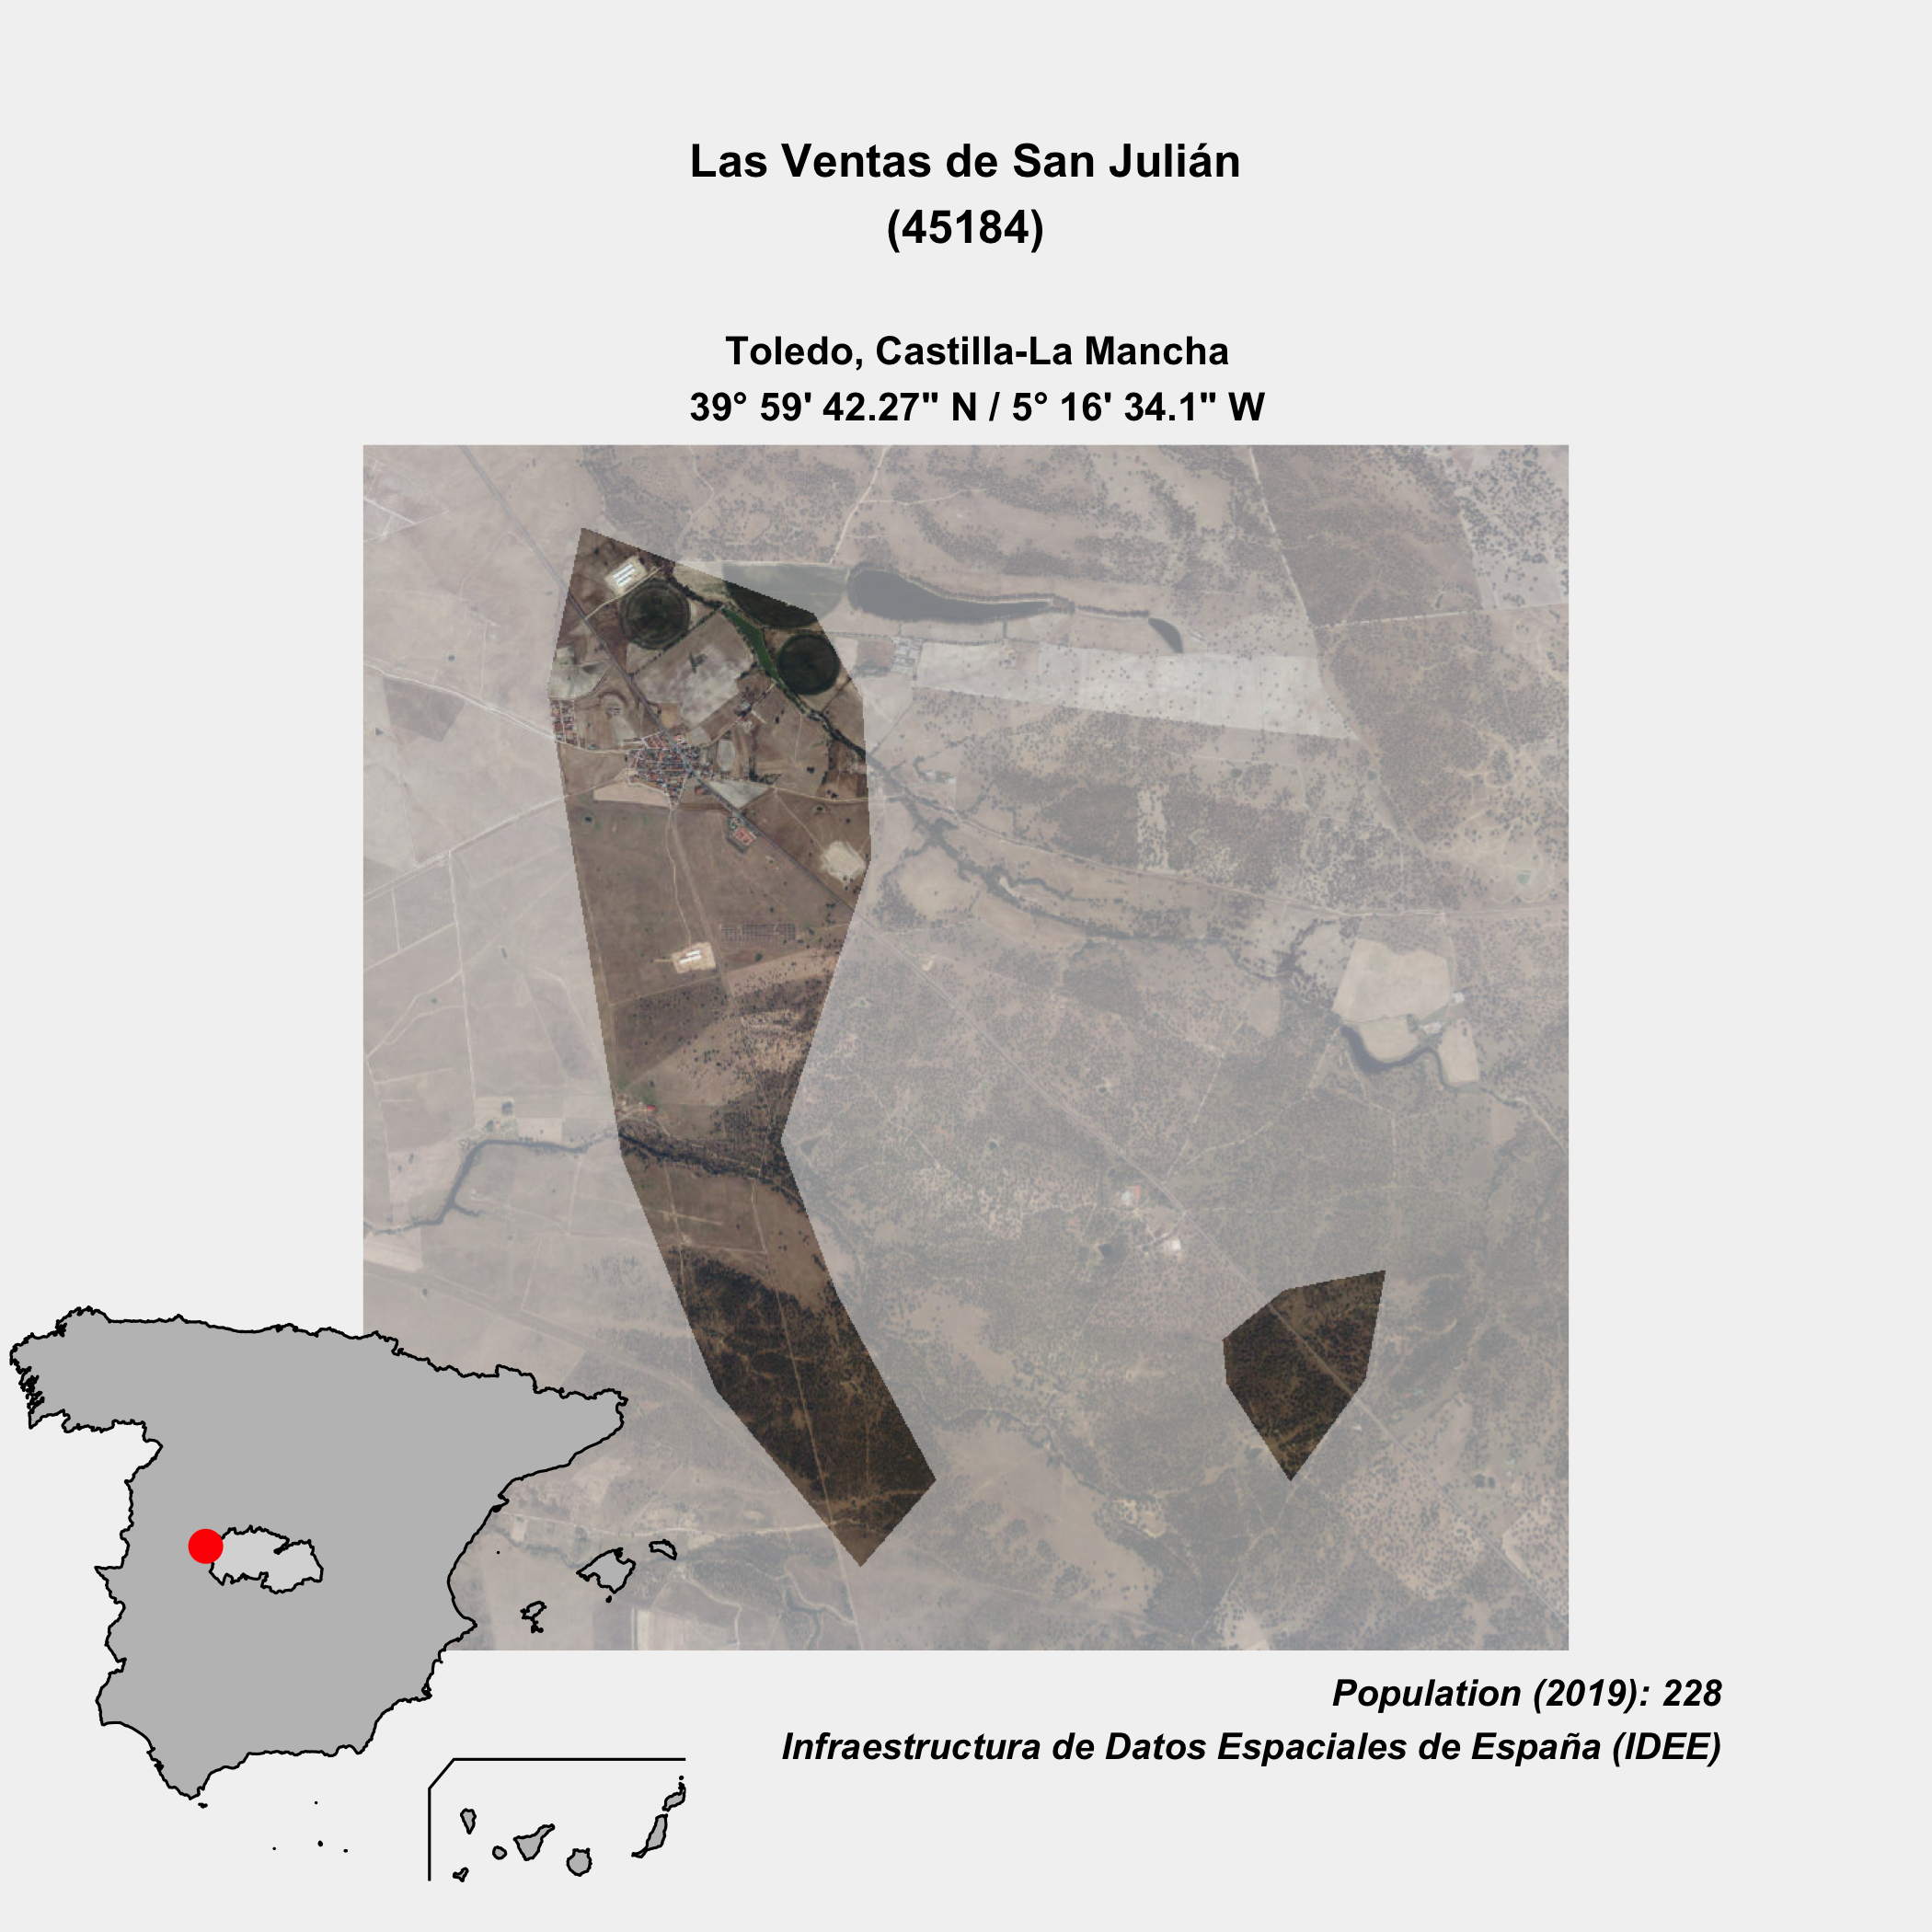 Las Ventas de San Julián
(45184)
Toledo, Castilla-La Mancha
39° 59' 42.27" N / 5° 16' 34.1" W
Population (2019): 228
Infraestructura de Datos Espaciales de España (IDEE)